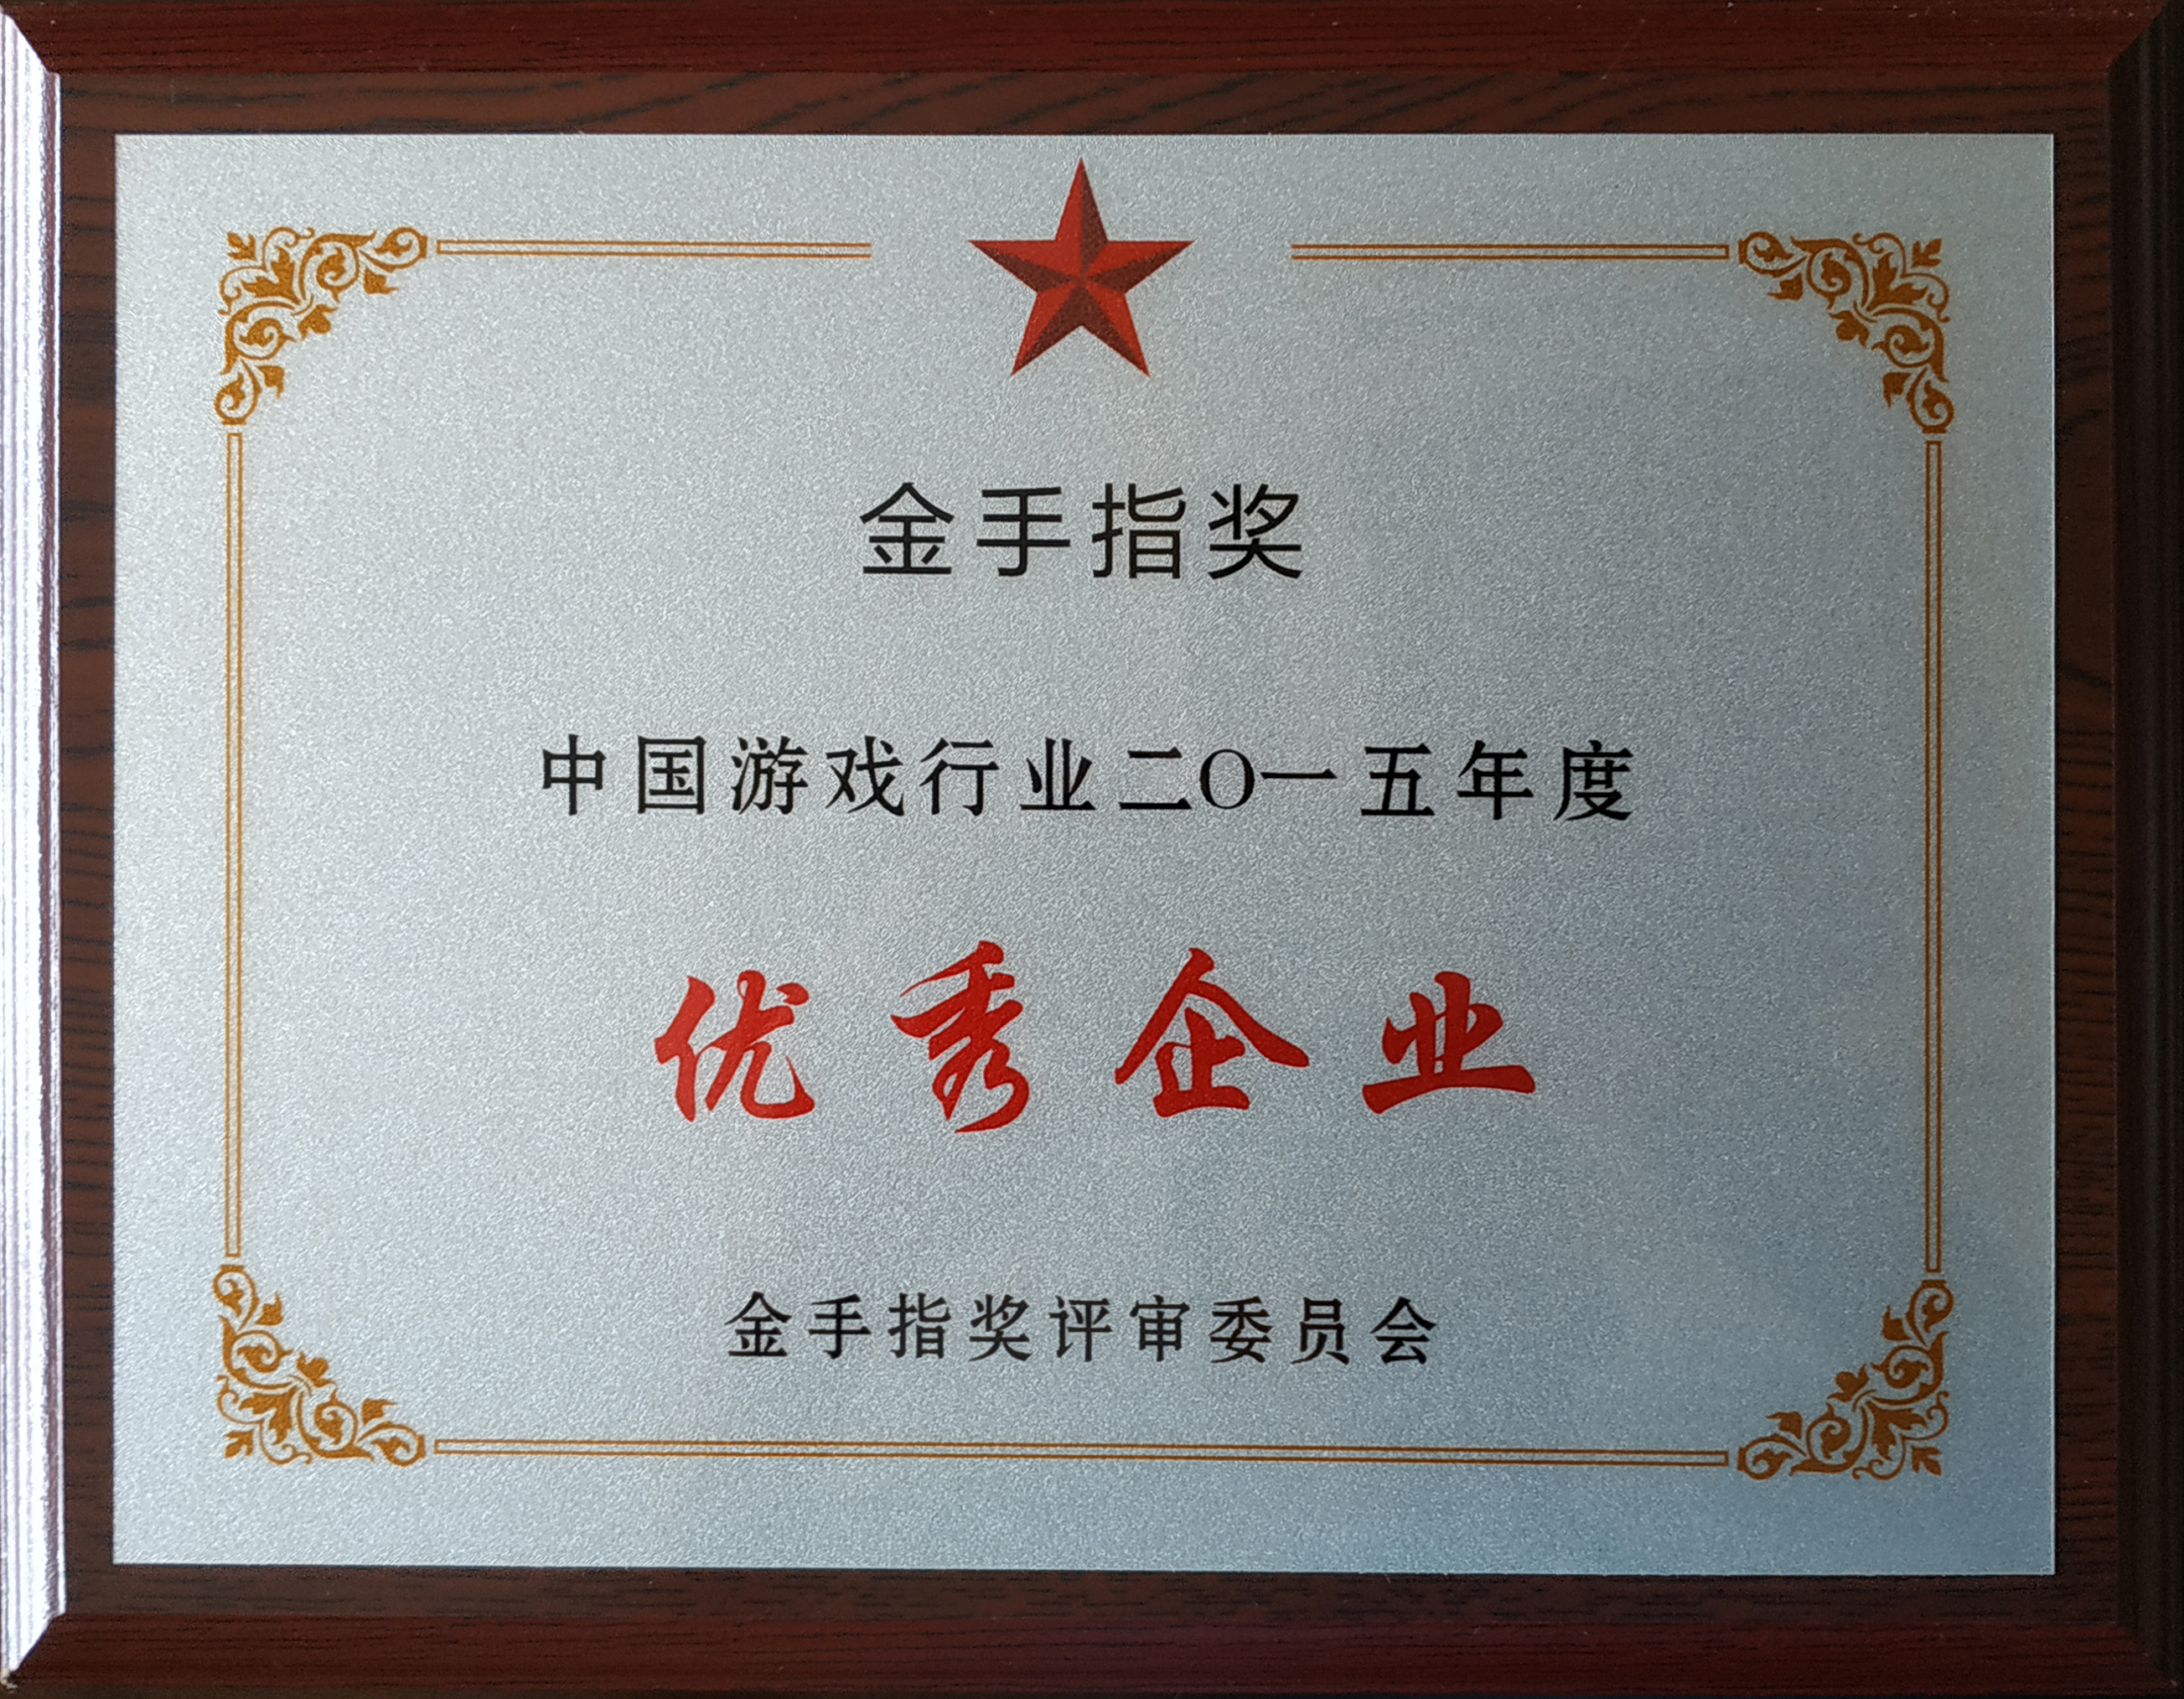 金手指奖
中国游戏行业二O一五年度
优秀企业
金手指奖评审委员会